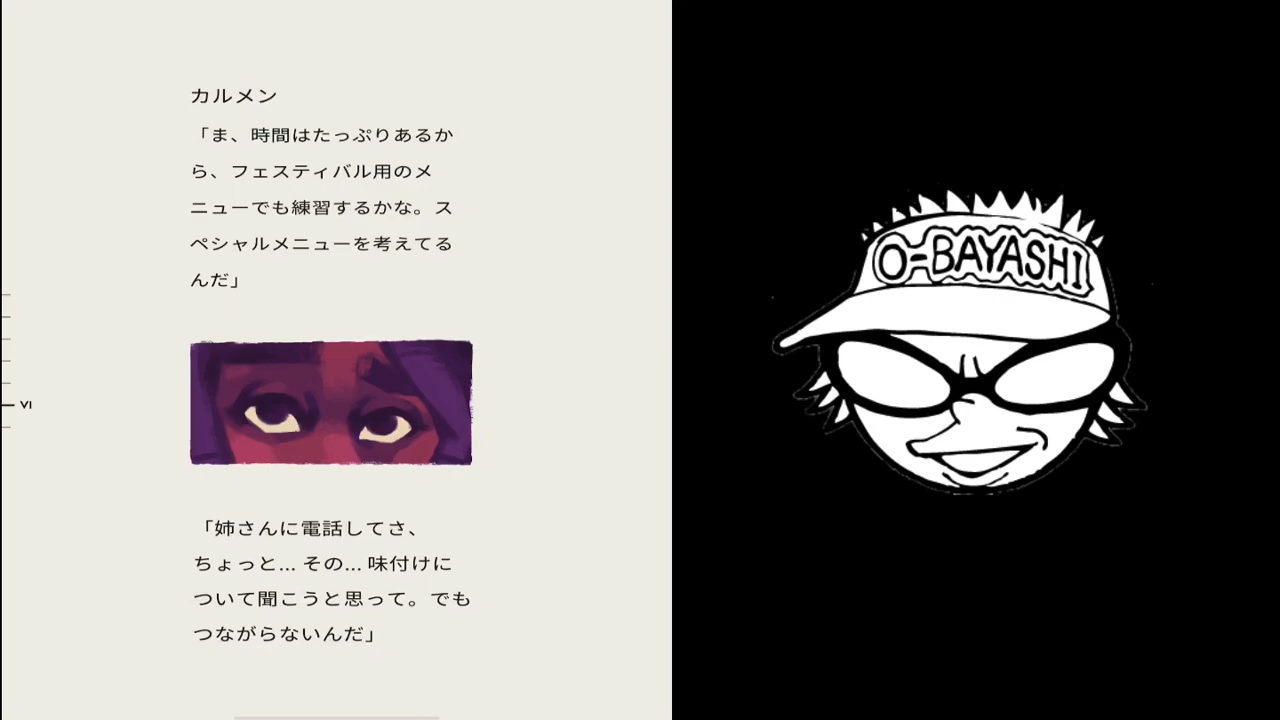 カルメン
「ま、時間はたっぷりあるか
ら、フェスティバル用のメ
ニューでも練習するかな。ス
ペシャルメニューを考えてる
んだ」
VI
「姉さんに電話してさ、
ちょっと... その... 味付けに
ついて聞こうと思って。でも
つながらないんだ」
O-BAYASHI